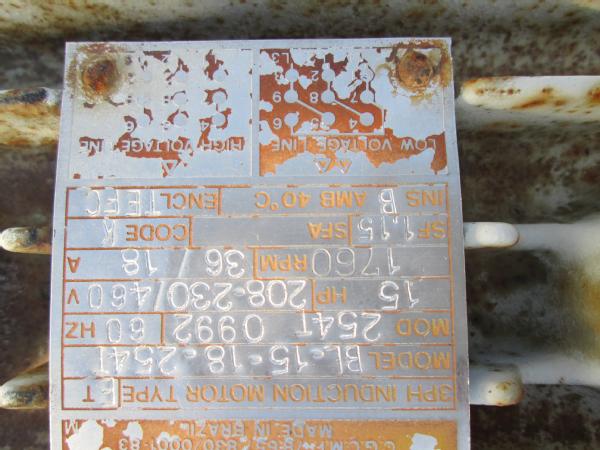 MADE IN BRAZIL
3PH INDUCTION MOTOR TYPE ET
MODEL BL-15-18-254T
MOD 254T 0992 60 HZ
15 HP 208-230/460 V
1760 RPM 36/18 A
SF 1.15 SFA CODE K
INS B AMB 40°C ENCL TEFC
LOW VOLTAGE LINE HIGH VOLTAGE LINE